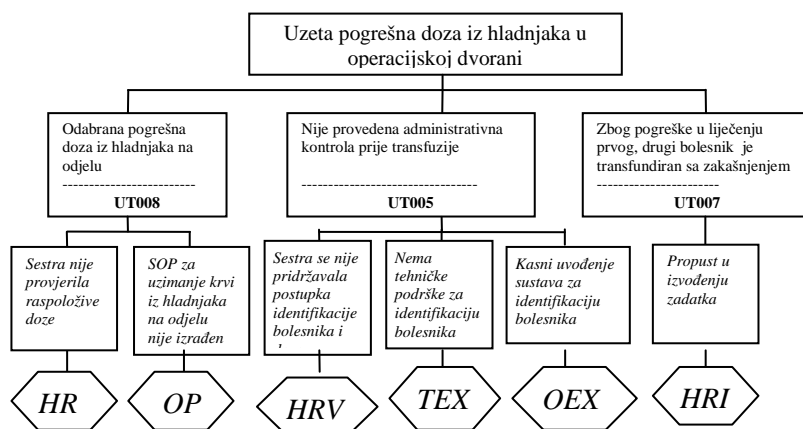 Uzeta pogrešna doza iz hladnjaka u
operacijskoj dvorani
Odabrana pogrešna
doza iz hladnjaka na
odjelu
-------------------------
UT008
Nije provedena administrativna
kontrola prije transfuzije
---------------------------------
UT005
Zbog pogreške u liječenju
prvog, drugi bolesnik je
transfundiran sa zakašnjenjem
-----------------------
UT007
Sestra nije
provjerila
raspoložive
doze
SOP za
uzimanje krvi
iz hladnjaka
na odjelu
nije izrađen
Sestra se nije
pridržavala
postupka
identifikacije
bolesnika i
Nema
tehničke
podrške za
identifikaciju
bolesnika
Kasni uvođenje
sustava za
identifikaciju
bolesnika
Propust u
izvođenju
zadatka
HR
OP
HRV
TEX
OEX
HRI